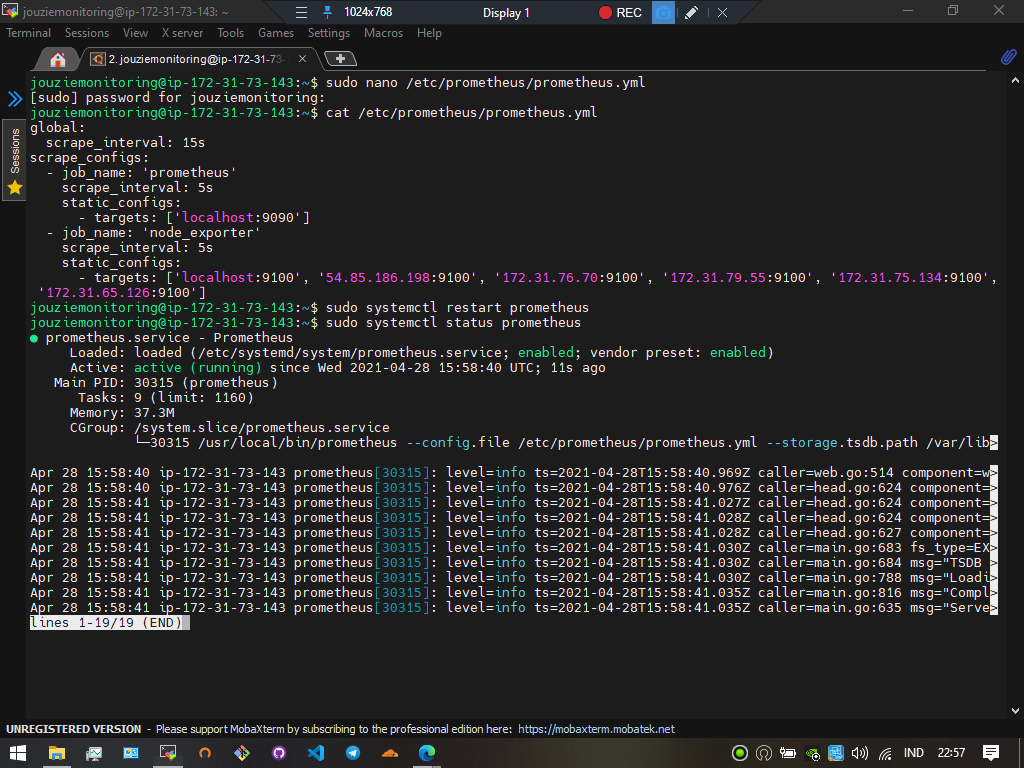 jouziemonitoring@ip-172-31-73-143: ~
1024x768
Display 1
REC
Terminal Sessions View X server Tools Games Settings Macros Help
2. jouziemonitoring@ip-172-31-73-
Sessions
jouziemonitoring@ip-172-31-73-143:~$ sudo nano /etc/prometheus/prometheus.yml
[sudo] password for jouziemonitoring:
jouziemonitoring@ip-172-31-73-143:~$ cat /etc/prometheus/prometheus.yml
global:
  scrape_interval: 15s
scrape_configs:
  - job_name: 'prometheus'
    scrape_interval: 5s
    static_configs:
      - targets: ['localhost:9090']
  - job_name: 'node_exporter'
    scrape_interval: 5s
    static_configs:
      - targets: ['localhost:9100', '54.85.186.198:9100', '172.31.76.70:9100', '172.31.79.55:9100', '172.31.75.134:9100',
 '172.31.65.126:9100']
jouziemonitoring@ip-172-31-73-143:~$ sudo systemctl restart prometheus
jouziemonitoring@ip-172-31-73-143:~$ sudo systemctl status prometheus
● prometheus.service - Prometheus
     Loaded: loaded (/etc/systemd/system/prometheus.service; enabled; vendor preset: enabled)
     Active: active (running) since Wed 2021-04-28 15:58:40 UTC; 11s ago
   Main PID: 30315 (prometheus)
      Tasks: 9 (limit: 1160)
     Memory: 37.3M
     CGroup: /system.slice/prometheus.service
             └─30315 /usr/local/bin/prometheus --config.file /etc/prometheus/prometheus.yml --storage.tsdb.path /var/lib>
Apr 28 15:58:40 ip-172-31-73-143 prometheus[30315]: level=info ts=2021-04-28T15:58:40.969Z caller=web.go:514 component=w>
Apr 28 15:58:40 ip-172-31-73-143 prometheus[30315]: level=info ts=2021-04-28T15:58:40.976Z caller=head.go:624 component=>
Apr 28 15:58:41 ip-172-31-73-143 prometheus[30315]: level=info ts=2021-04-28T15:58:41.027Z caller=head.go:624 component=>
Apr 28 15:58:41 ip-172-31-73-143 prometheus[30315]: level=info ts=2021-04-28T15:58:41.028Z caller=head.go:624 component=>
Apr 28 15:58:41 ip-172-31-73-143 prometheus[30315]: level=info ts=2021-04-28T15:58:41.028Z caller=head.go:627 component=>
Apr 28 15:58:41 ip-172-31-73-143 prometheus[30315]: level=info ts=2021-04-28T15:58:41.030Z caller=main.go:683 fs_type=EX>
Apr 28 15:58:41 ip-172-31-73-143 prometheus[30315]: level=info ts=2021-04-28T15:58:41.030Z caller=main.go:684 msg="TSDB >
Apr 28 15:58:41 ip-172-31-73-143 prometheus[30315]: level=info ts=2021-04-28T15:58:41.030Z caller=main.go:788 msg="Loadi>
Apr 28 15:58:41 ip-172-31-73-143 prometheus[30315]: level=info ts=2021-04-28T15:58:41.035Z caller=main.go:816 msg="Compl>
Apr 28 15:58:41 ip-172-31-73-143 prometheus[30315]: level=info ts=2021-04-28T15:58:41.035Z caller=main.go:635 msg="Serve>
lines 1-19/19 (END)
UNREGISTERED VERSION - Please support MobaXterm by subscribing to the professional edition here: https://mobaxterm.mobatek.net
IND 22:57